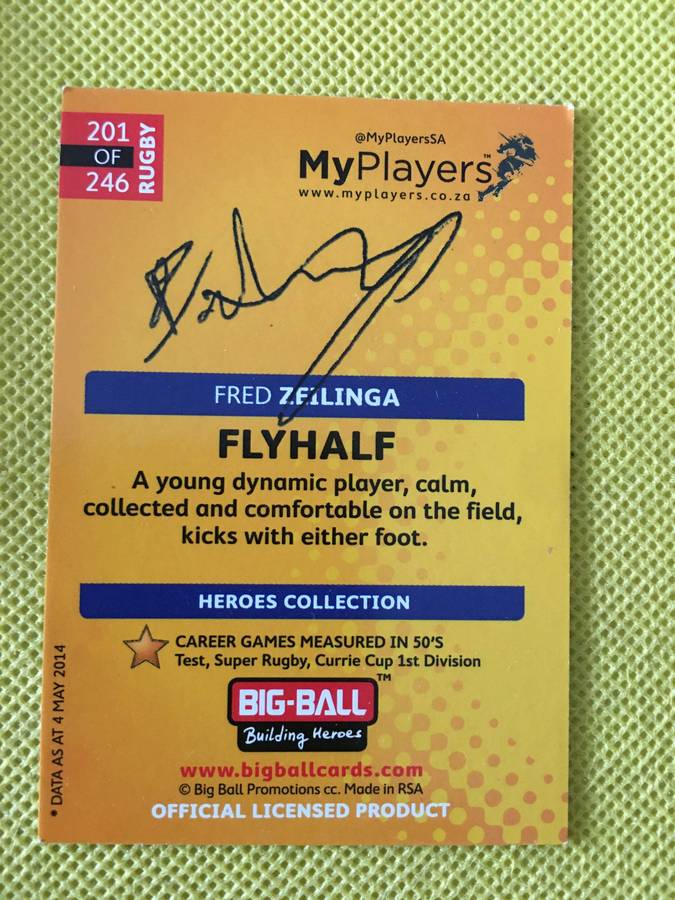 201
OF
246
RUGBY
@MyPlayersSA
MyPlayers™
www.myplayers.co.za
FRED ZEILINGA
FLYHALF
A young dynamic player, calm,
collected and comfortable on the field,
kicks with either foot.
HEROES COLLECTION
CAREER GAMES MEASURED IN 50'S
Test, Super Rugby, Currie Cup 1st Division
BIG-BALL™
Building Heroes
www.bigballcards.com
© Big Ball Promotions cc. Made in RSA
OFFICIAL LICENSED PRODUCT
* DATA AS AT 4 MAY 2014